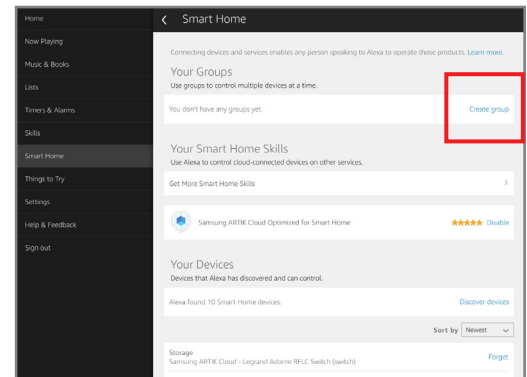 Home
Now Playing
Music & Books
Lists
Timers & Alarms
Skills
Smart Home
Things to Try
Settings
Help & Feedback
Sign out
Smart Home
Connecting devices and services enables any person speaking to Alexa to operate those products. Learn more.
Your Groups
Use groups to control multiple devices at a time.
You don't have any groups yet.
Create group
Your Smart Home Skills
Use Alexa to control cloud-connected devices on other services.
Get More Smart Home Skills
Samsung ARTIK Cloud Optimized for Smart Home
Disable
Your Devices
Devices that Alexa has discovered and can control.
Alexa found 10 Smart Home devices.
Discover devices
Sort by Newest
Storage
Samsung ARTIK Cloud - Legrand Adorne RFLC Switch (switch)
Forget